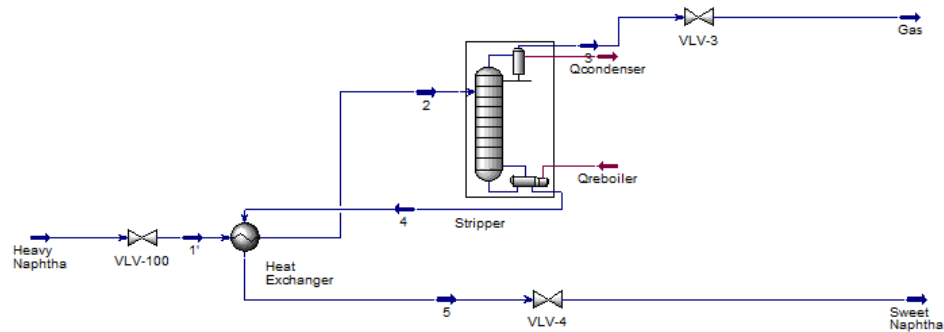 VLV-3
Gas
3
Qcondenser
2
Qreboiler
4
Stripper
Heavy
Naphtha
VLV-100
1'
Heat
Exchanger
5
VLV-4
Sweet
Naphtha